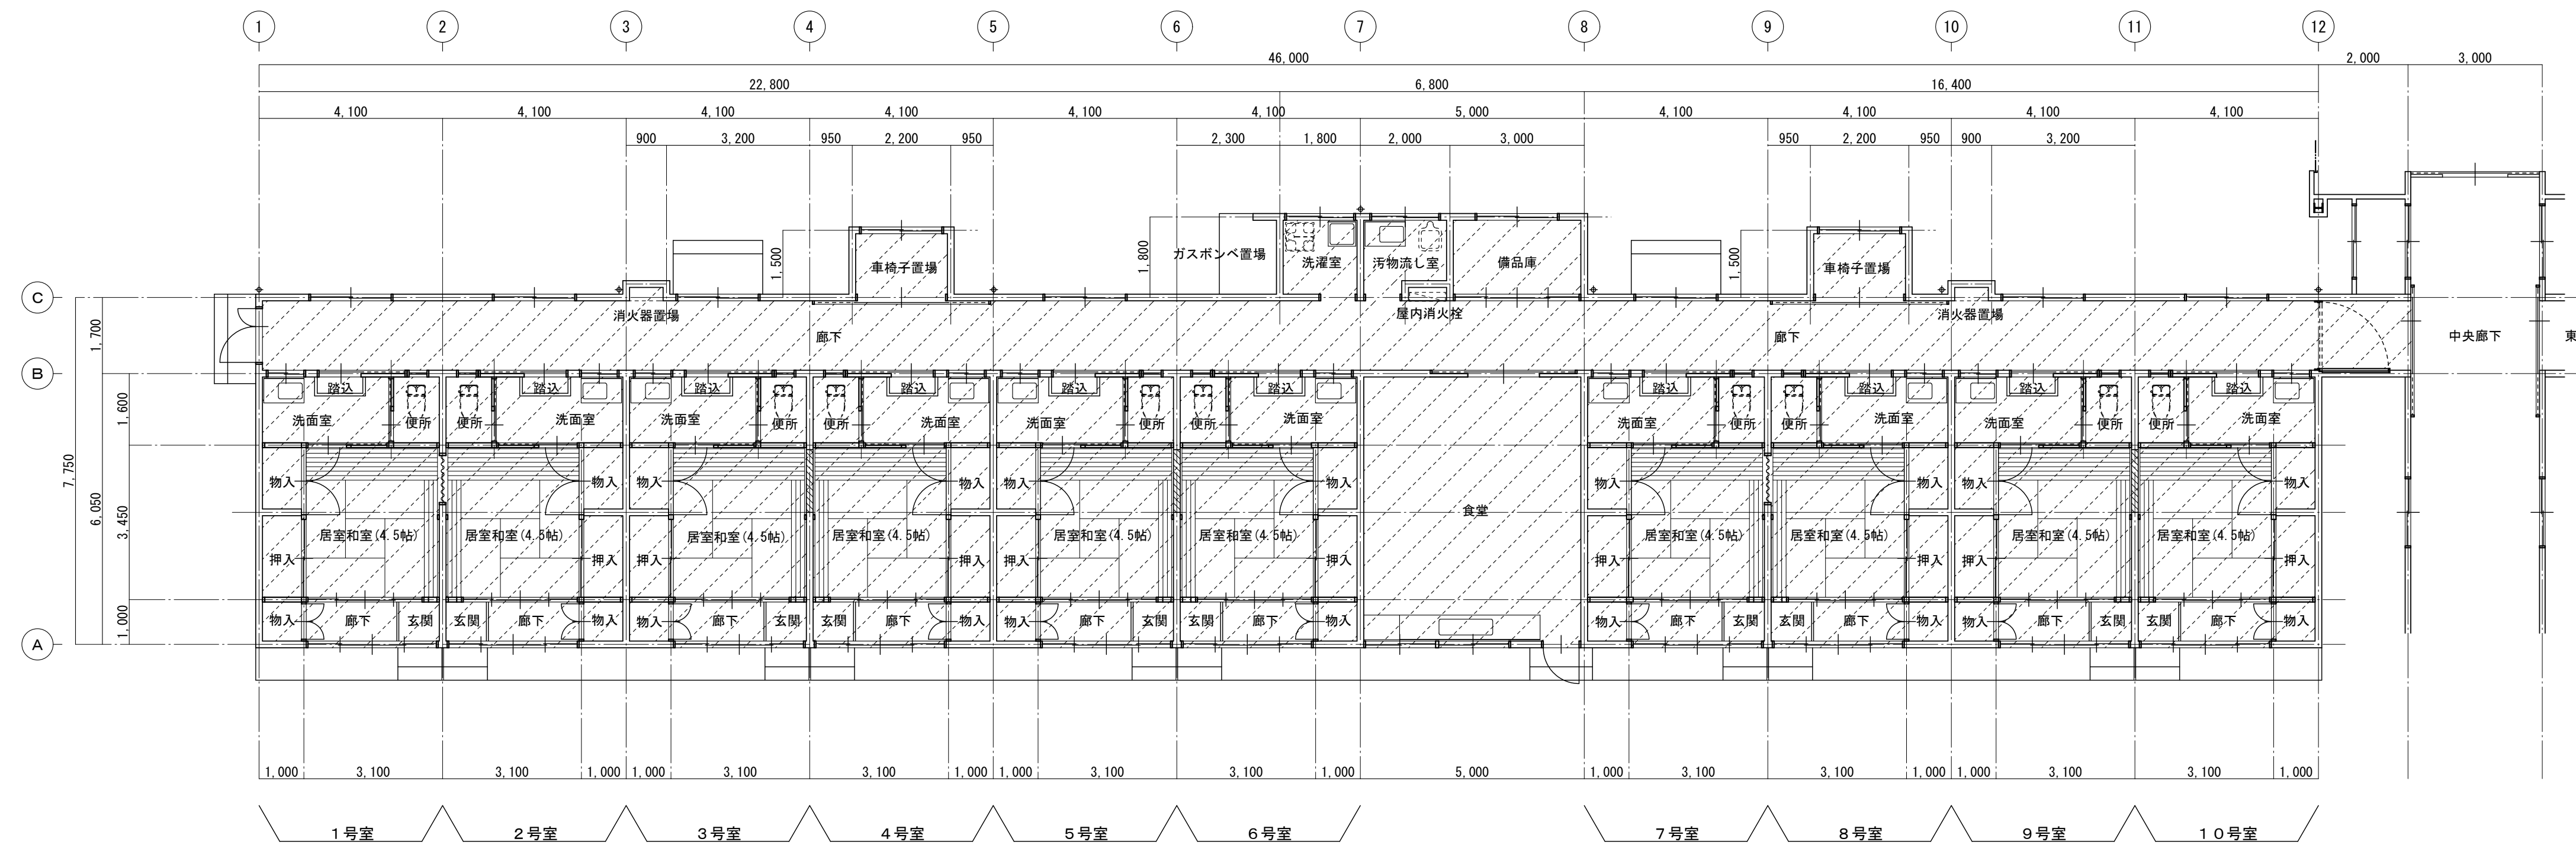 1 2 3 4 5 6 7 8 9 10 11 12
46,000 2,000 3,000
22,800 6,800 16,400
4,100 4,100 4,100 4,100 4,100 4,100 5,000 4,100 4,100 4,100 4,100
900 3,200 950 2,200 950 2,300 1,800 2,000 3,000 950 2,200 950 900 3,200
1,500 車椅子置場 1,800 ガスボンベ置場 洗濯室 汚物流し室 備品庫 1,500 車椅子置場
C
消火器置場 屋内消火栓 消火器置場
1,700 廊下 廊下 中央廊下 東
B
踏込 踏込 踏込 踏込 踏込 踏込 踏込 踏込 踏込 踏込
1,600 洗面室 便所 便所 洗面室 洗面室 便所 便所 洗面室 洗面室 便所 便所 洗面室 洗面室 便所 便所 洗面室 洗面室 便所 便所 洗面室
7,750
物入 物入 物入 物入 物入 物入 物入 物入 物入 物入
6,050 3,450 食堂
居室和室(4.5帖) 居室和室(4.5帖) 居室和室(4.5帖) 居室和室(4.5帖) 居室和室(4.5帖) 居室和室(4.5帖) 居室和室(4.5帖) 居室和室(4.5帖) 居室和室(4.5帖) 居室和室(4.5帖)
押入 押入 押入 押入 押入 押入 押入 押入 押入 押入
1,000 物入 廊下 玄関 玄関 廊下 物入 物入 廊下 玄関 玄関 廊下 物入 物入 廊下 玄関 玄関 廊下 物入 物入 廊下 玄関 玄関 廊下 物入 物入 廊下 玄関 玄関 廊下 物入
A
1,000 3,100 3,100 1,000 1,000 3,100 3,100 1,000 1,000 3,100 3,100 1,000 5,000 1,000 3,100 3,100 1,000 1,000 3,100 3,100 1,000
1号室 2号室 3号室 4号室 5号室 6号室 7号室 8号室 9号室 10号室